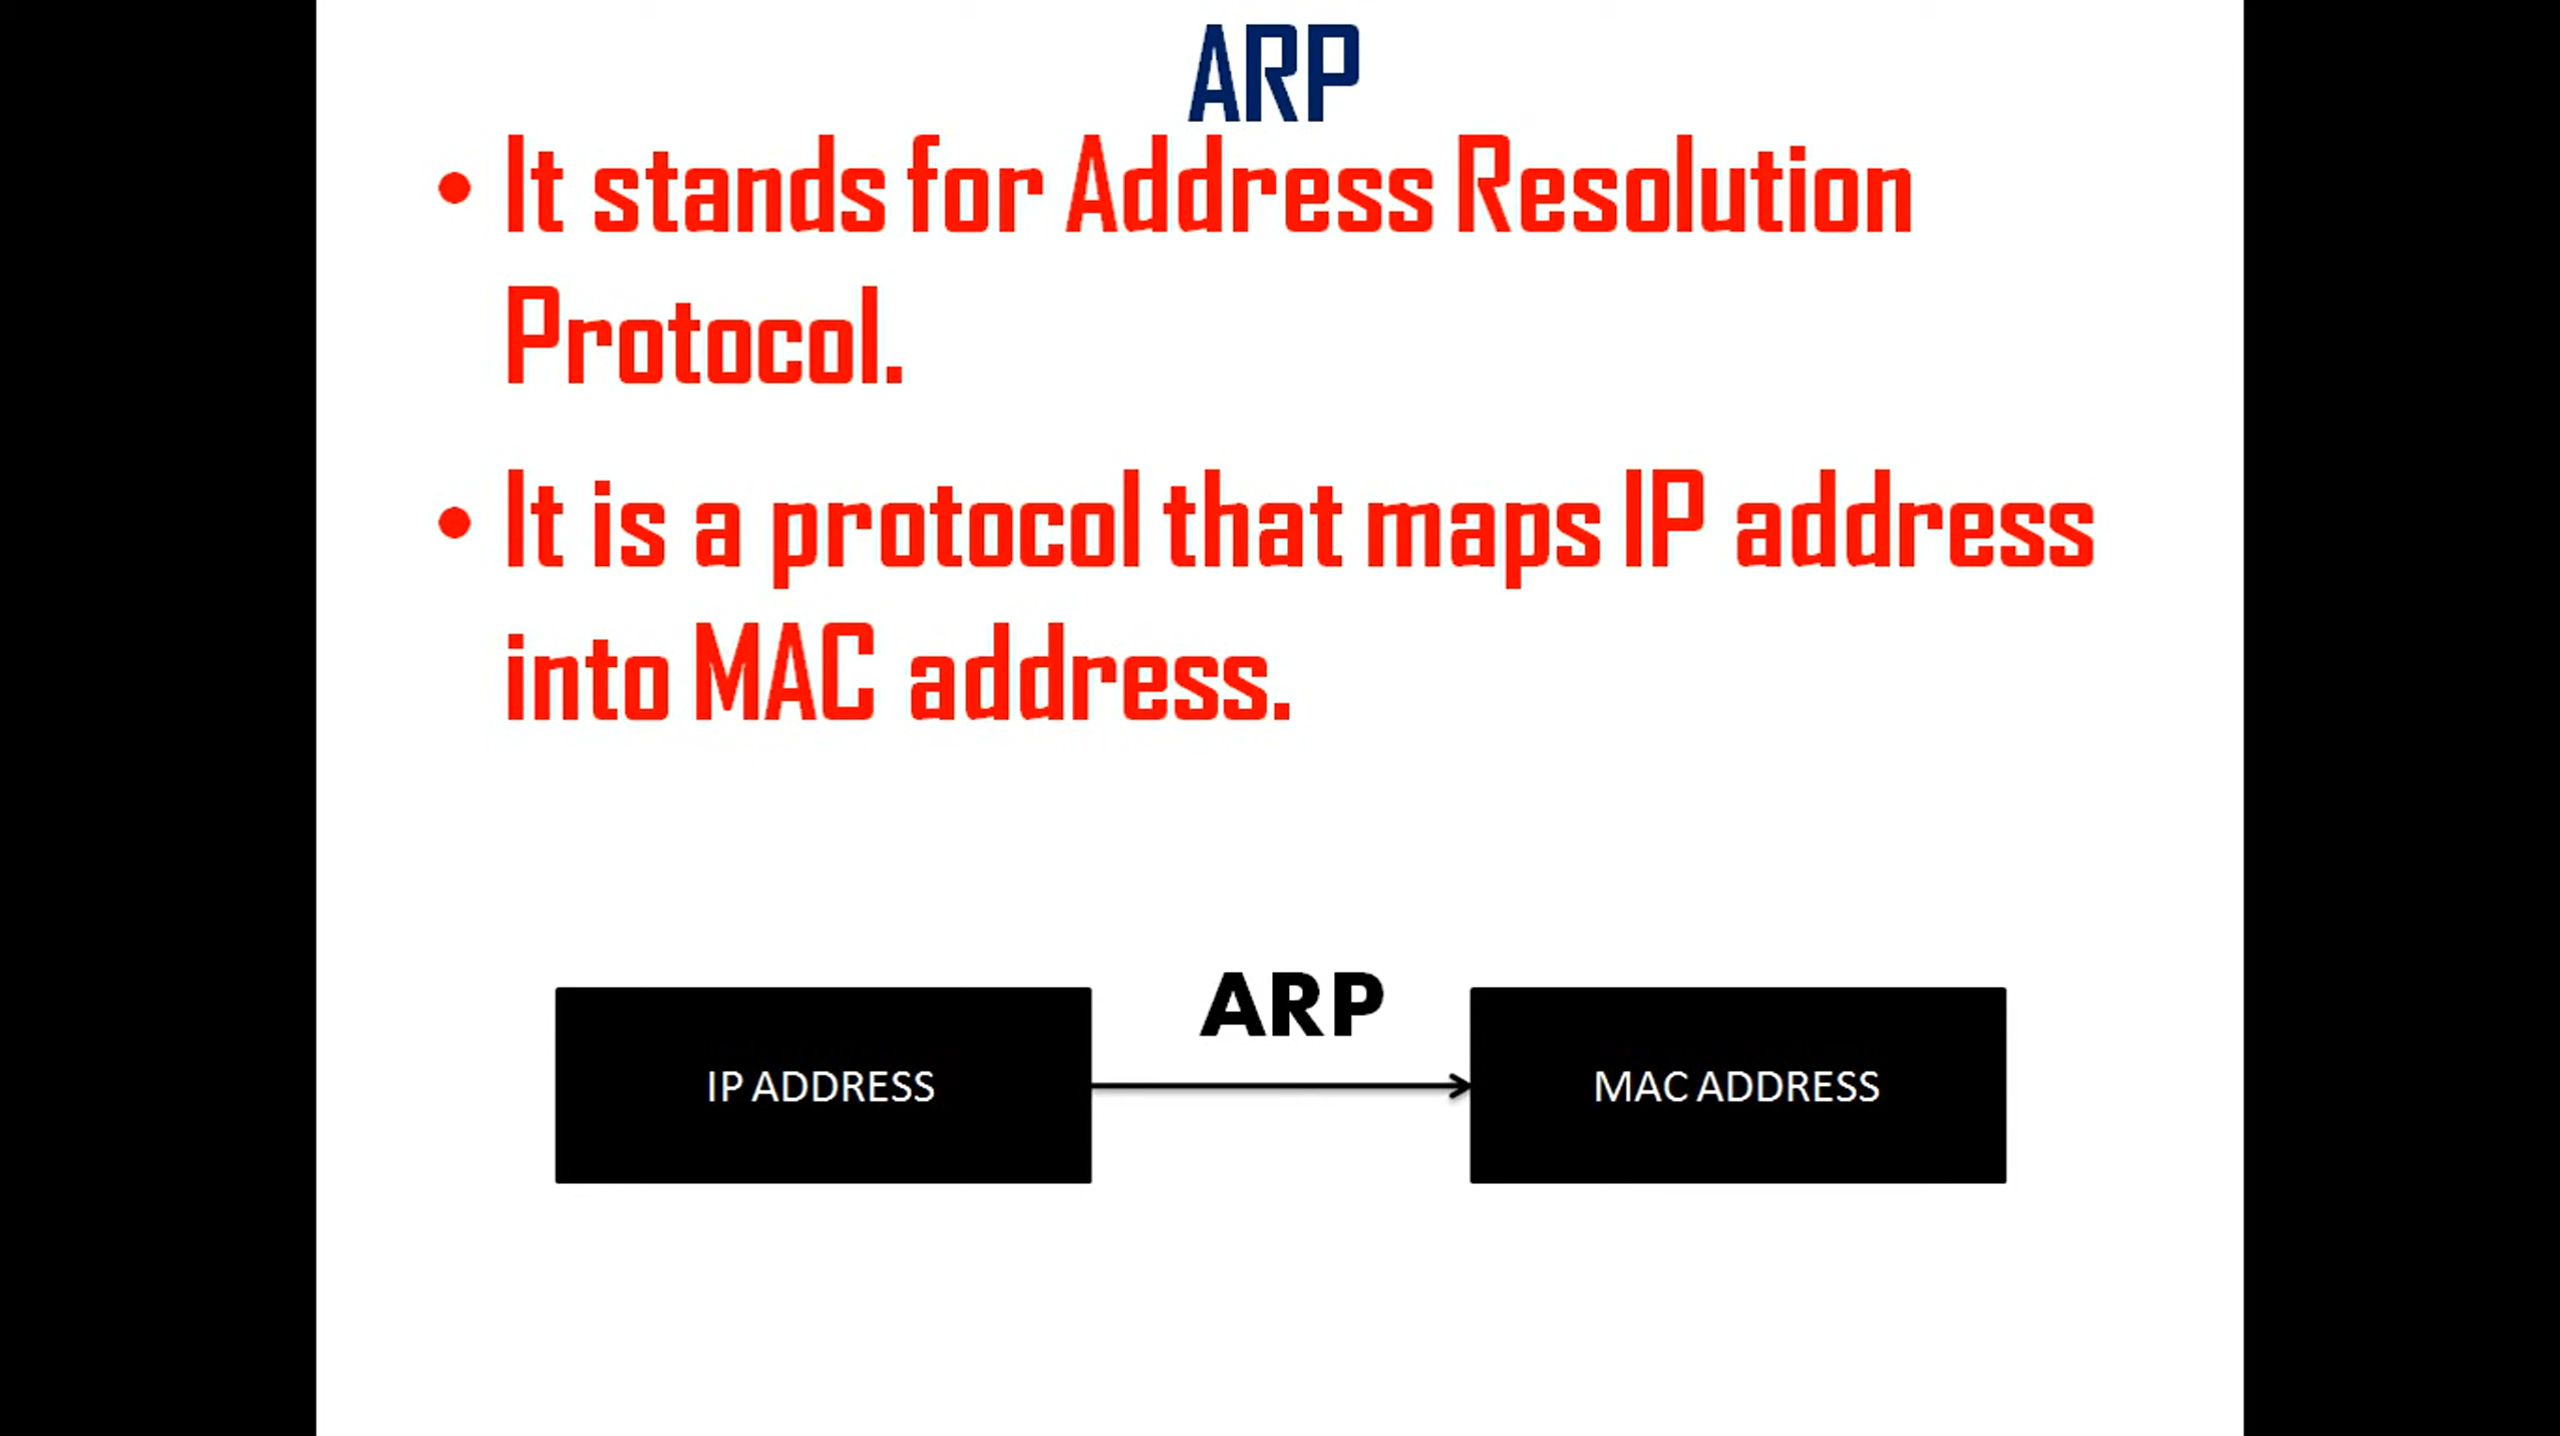 ARP
• It stands for Address Resolution
Protocol.
• It is a protocol that maps IP address
into MAC address.
ARP
IP ADDRESS
MAC ADDRESS